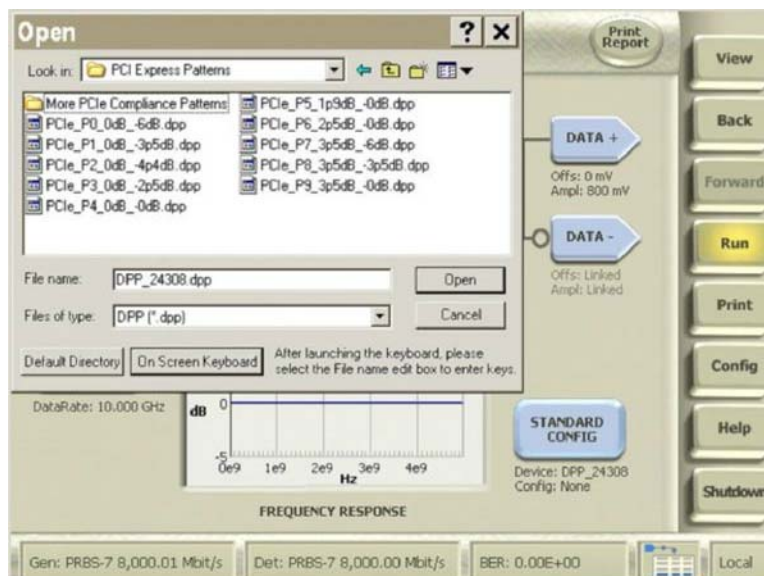 Open
? X
Look in: PCI Express Patterns
More PCIe Compliance Patterns
PCIe_P0_0dB_-6dB.dpp
PCIe_P1_0dB_-3p5dB.dpp
PCIe_P2_0dB_-4p4dB.dpp
PCIe_P3_0dB_-2p5dB.dpp
PCIe_P4_0dB_-0dB.dpp
PCIe_P5_1p9dB_-0dB.dpp
PCIe_P6_2p5dB_-0dB.dpp
PCIe_P7_3p5dB_-6dB.dpp
PCIe_P8_3p5dB_-3p5dB.dpp
PCIe_P9_3p5dB_-0dB.dpp
File name: DPP_24308.dpp
Open
Files of type: DPP (*.dpp)
Cancel
Default Directory
On Screen Keyboard
After launching the keyboard, please
select the File name edit box to enter keys.
Print
Report
DATA +
Offs: 0 mV
Ampl: 800 mV
DATA -
Offs: Linked
Ampl: Linked
View
Back
Forward
Run
Print
Config
Help
Shutdown
DataRate: 10.000 GHz
dB
0
-5
0e9 1e9 2e9 3e9 4e9
Hz
FREQUENCY RESPONSE
STANDARD
CONFIG
Device: DPP_24308
Config: None
Gen: PRBS-7 8,000.01 Mbit/s
Det: PRBS-7 8,000.00 Mbit/s
BER: 0.00E+00
Local